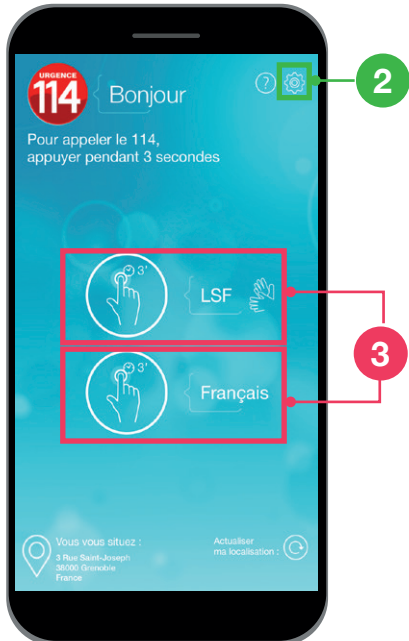 URGENCE
114
Bonjour
?
2
Pour appeler le 114,
appuyer pendant 3 secondes
3'
LSF
3
3'
Français
Vous vous situez :
3 Rue Saint-Joseph
38000 Grenoble
France
Actualiser
ma localisation :